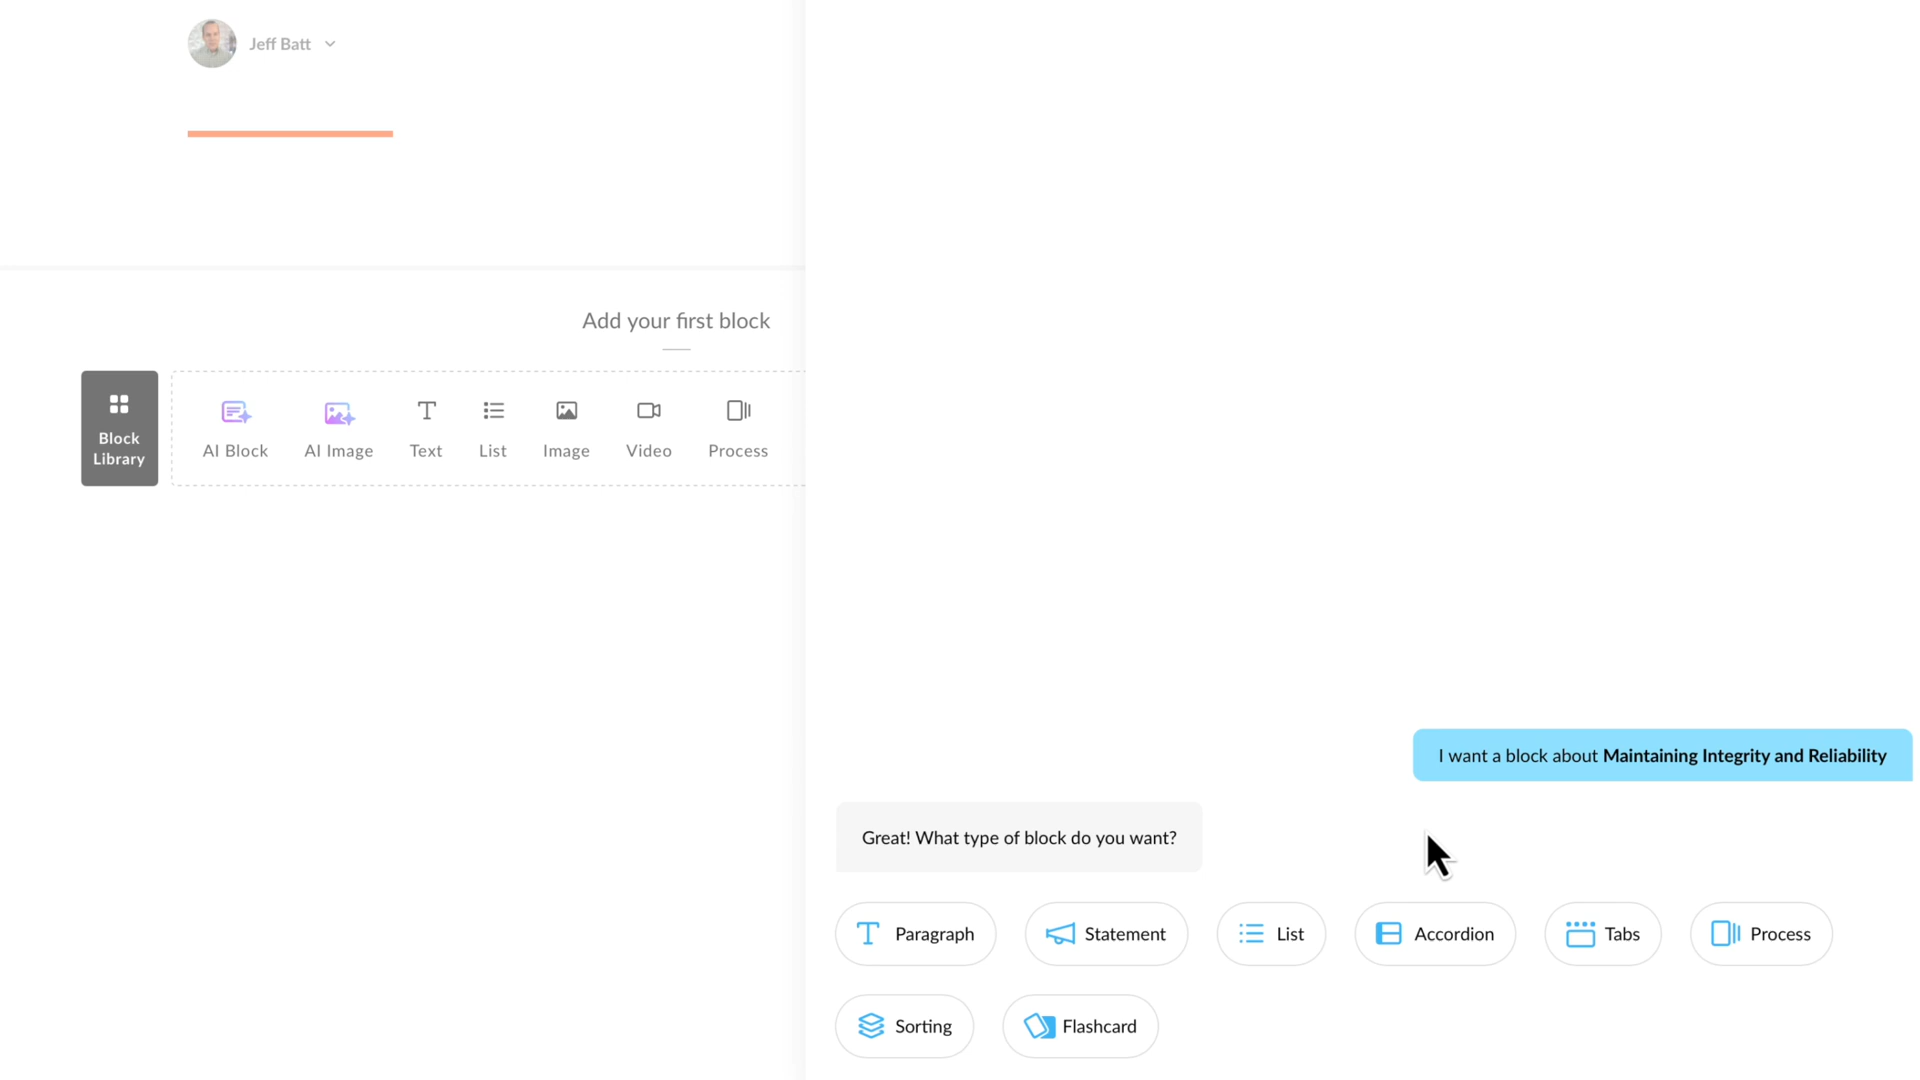 Jeff Batt
Add your first block
Block
Library
AI Block
AI Image
Text
List
Image
Video
Process
I want a block about Maintaining Integrity and Reliability
Great! What type of block do you want?
Paragraph
Statement
List
Accordion
Tabs
Process
Sorting
Flashcard